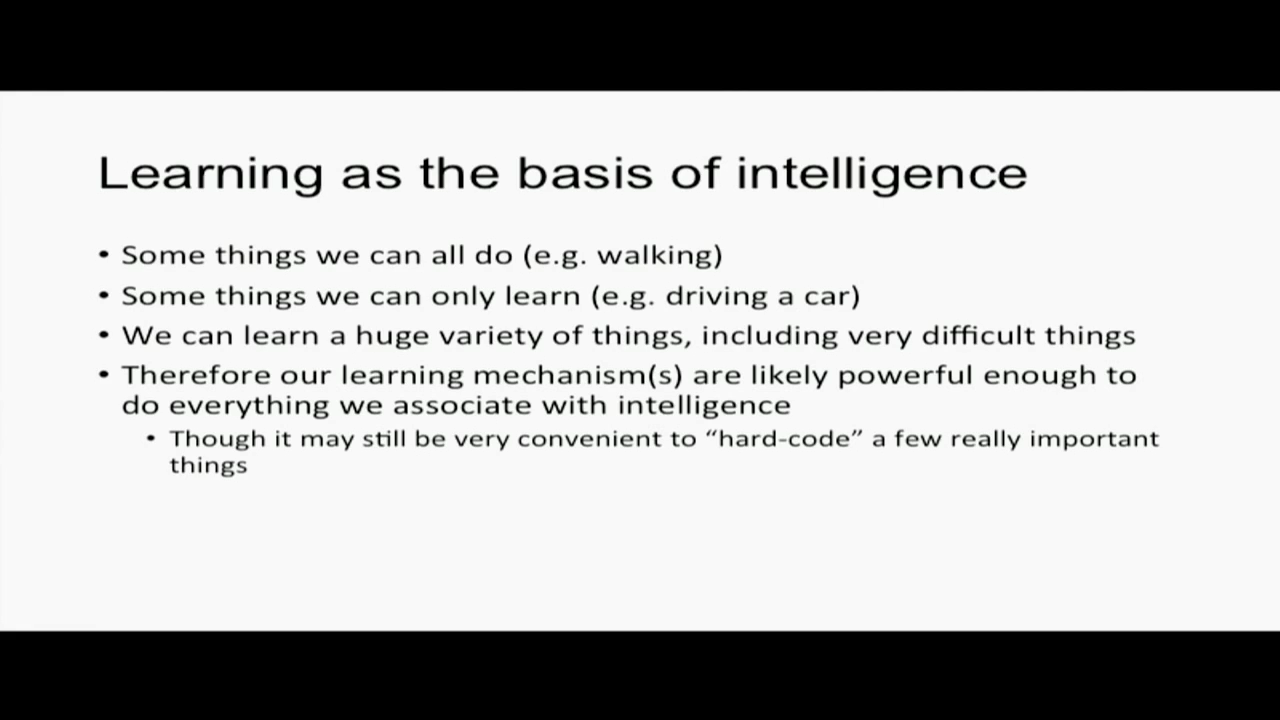 Learning as the basis of intelligence
• Some things we can all do (e.g. walking)
• Some things we can only learn (e.g. driving a car)
• We can learn a huge variety of things, including very difficult things
• Therefore our learning mechanism(s) are likely powerful enough to
do everything we associate with intelligence
• Though it may still be very convenient to “hard-code” a few really important
things